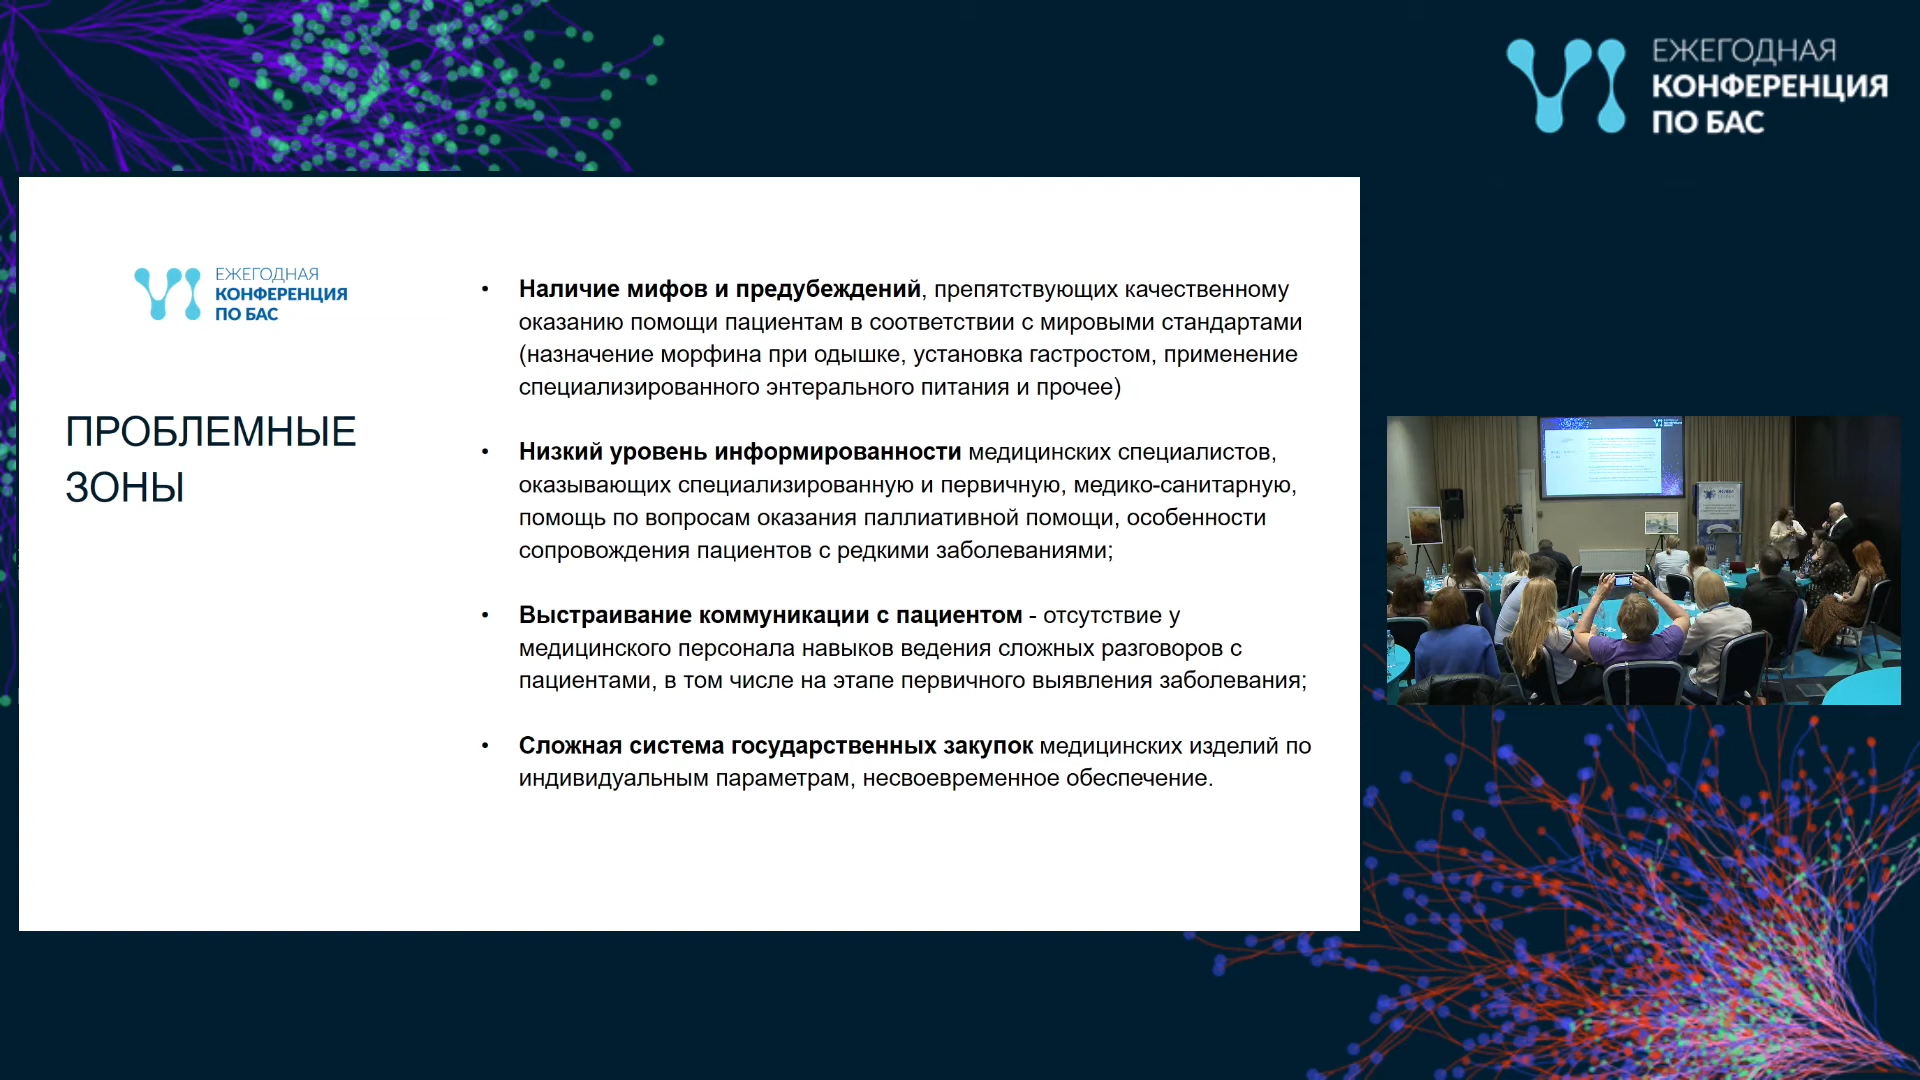 ЕЖЕГОДНАЯ
КОНФЕРЕНЦИЯ
ПО БАС
ЕЖЕГОДНАЯ
КОНФЕРЕНЦИЯ
ПО БАС
ПРОБЛЕМНЫЕ
ЗОНЫ
• Наличие мифов и предубеждений, препятствующих качественному
оказанию помощи пациентам в соответствии с мировыми стандартами
(назначение морфина при одышке, установка гастростом, применение
специализированного энтерального питания и прочее)
• Низкий уровень информированности медицинских специалистов,
оказывающих специализированную и первичную, медико-санитарную,
помощь по вопросам оказания паллиативной помощи, особенности
сопровождения пациентов с редкими заболеваниями;
• Выстраивание коммуникации с пациентом - отсутствие у
медицинского персонала навыков ведения сложных разговоров с
пациентами, в том числе на этапе первичного выявления заболевания;
• Сложная система государственных закупок медицинских изделий по
индивидуальным параметрам, несвоевременное обеспечение.